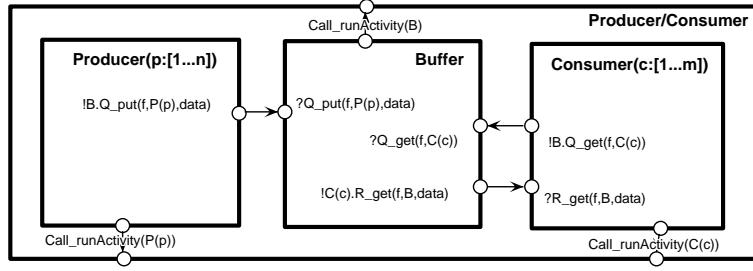 Call_runActivity(B)
Producer/Consumer
Producer(p:[1...n])
Buffer
Consumer(c:[1...m])
!B.Q_put(f,P(p),data)
?Q_put(f,P(p),data)
?Q_get(f,C(c))
!B.Q_get(f,C(c))
!C(c).R_get(f,B,data)
?R_get(f,B,data)
Call_runActivity(P(p))
Call_runActivity(C(c))